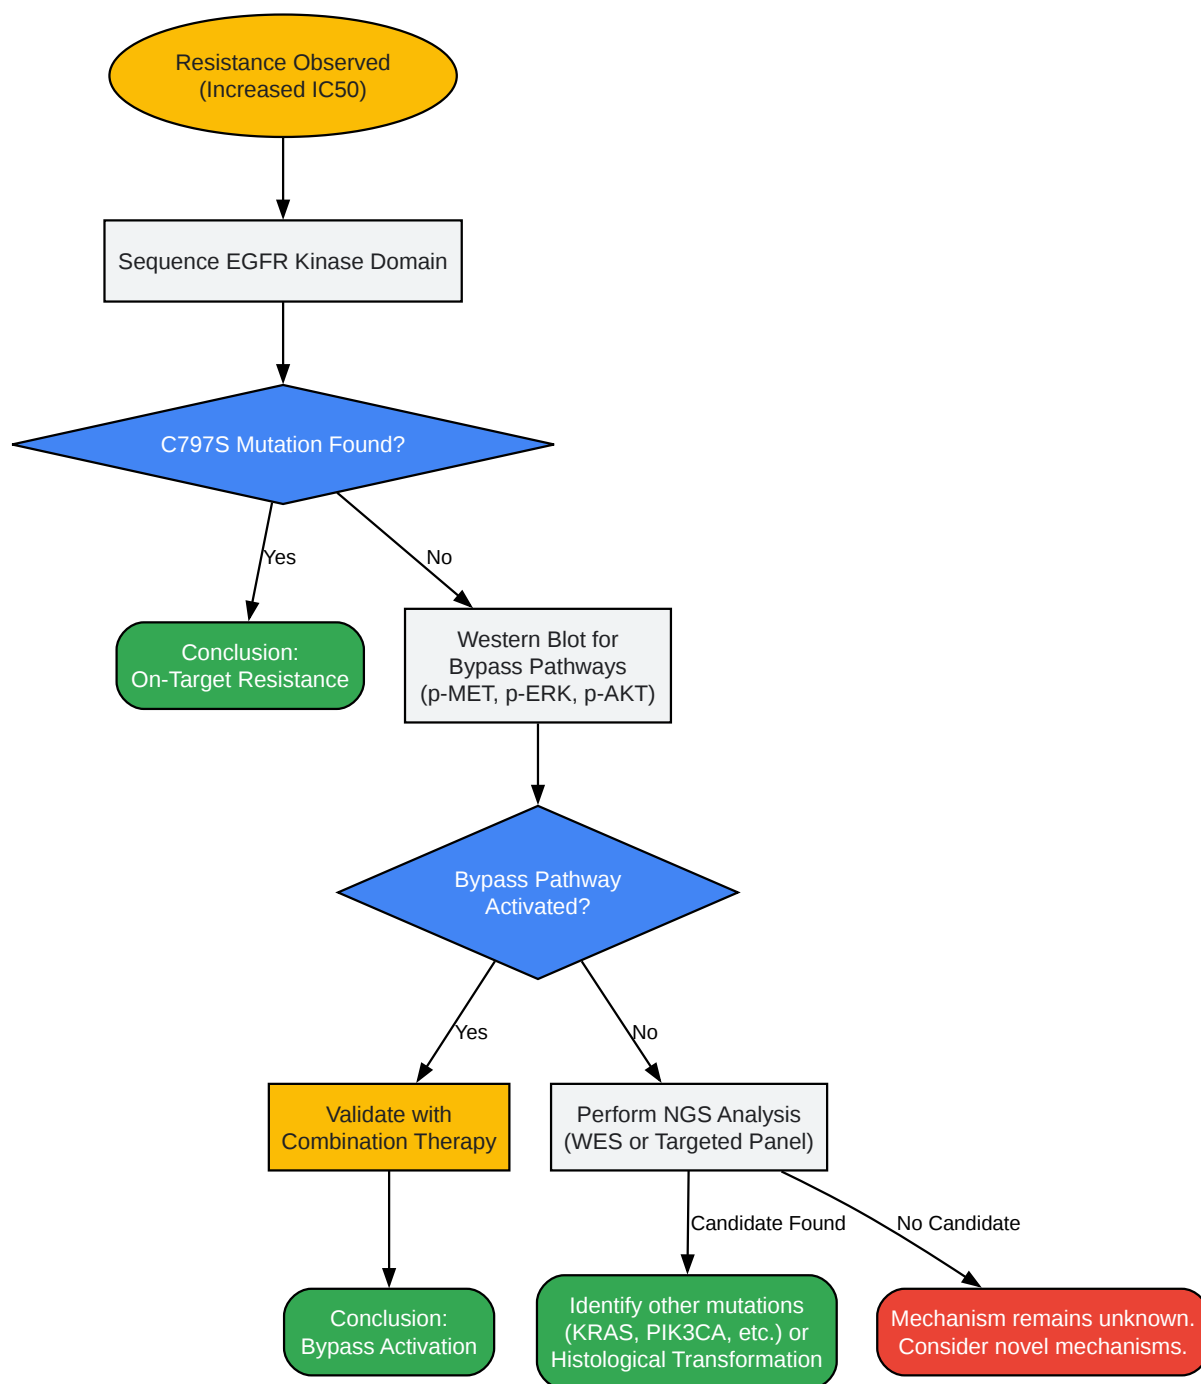 Resistance Observed
(Increased IC50)
Sequence EGFR Kinase Domain
C797S Mutation Found?
Yes
No
Conclusion:
On-Target Resistance
Western Blot for
Bypass Pathways
(p-MET, p-ERK, p-AKT)
Bypass Pathway
Activated?
Yes
No
Validate with
Combination Therapy
Perform NGS Analysis
(WES or Targeted Panel)
Candidate Found
No Candidate
Conclusion:
Bypass Activation
Identify other mutations
(KRAS, PIK3CA, etc.) or
Histological Transformation
Mechanism remains unknown.
Consider novel mechanisms.